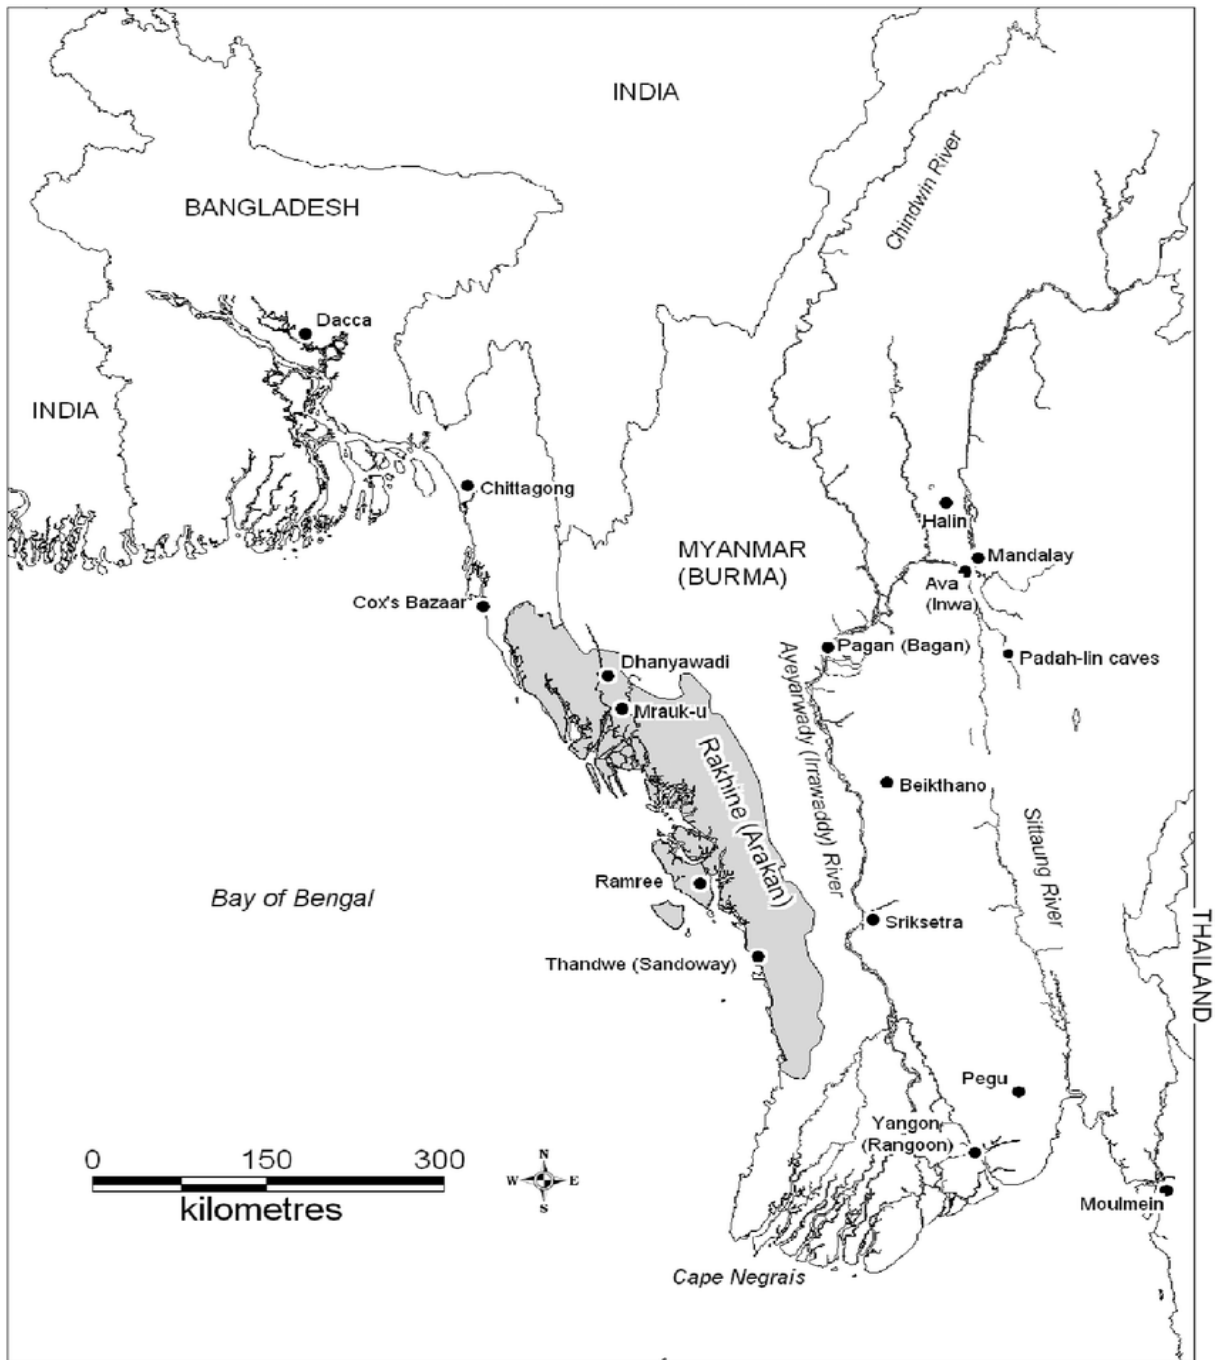 INDIA
Chindwin River
BANGLADESH
Dacca
INDIA
Chittagong
Halin
MYANMAR
(BURMA)
Mandalay
Ava
(Inwa)
Cox's Bazaar
Pagan (Bagan)
Padah-lin caves
Dhanyawadi
Mrauk-u
Ayeyarwady (Irrawaddy) River
Rakhine (Arakan)
Beikthano
Sittaung River
Ramree
Bay of Bengal
Sriksetra
THAILAND
Thandwe (Sandoway)
Pegu
Yangon
(Rangoon)
0 150 300
kilometres
N
W E
S
Moulmein
Cape Negrais